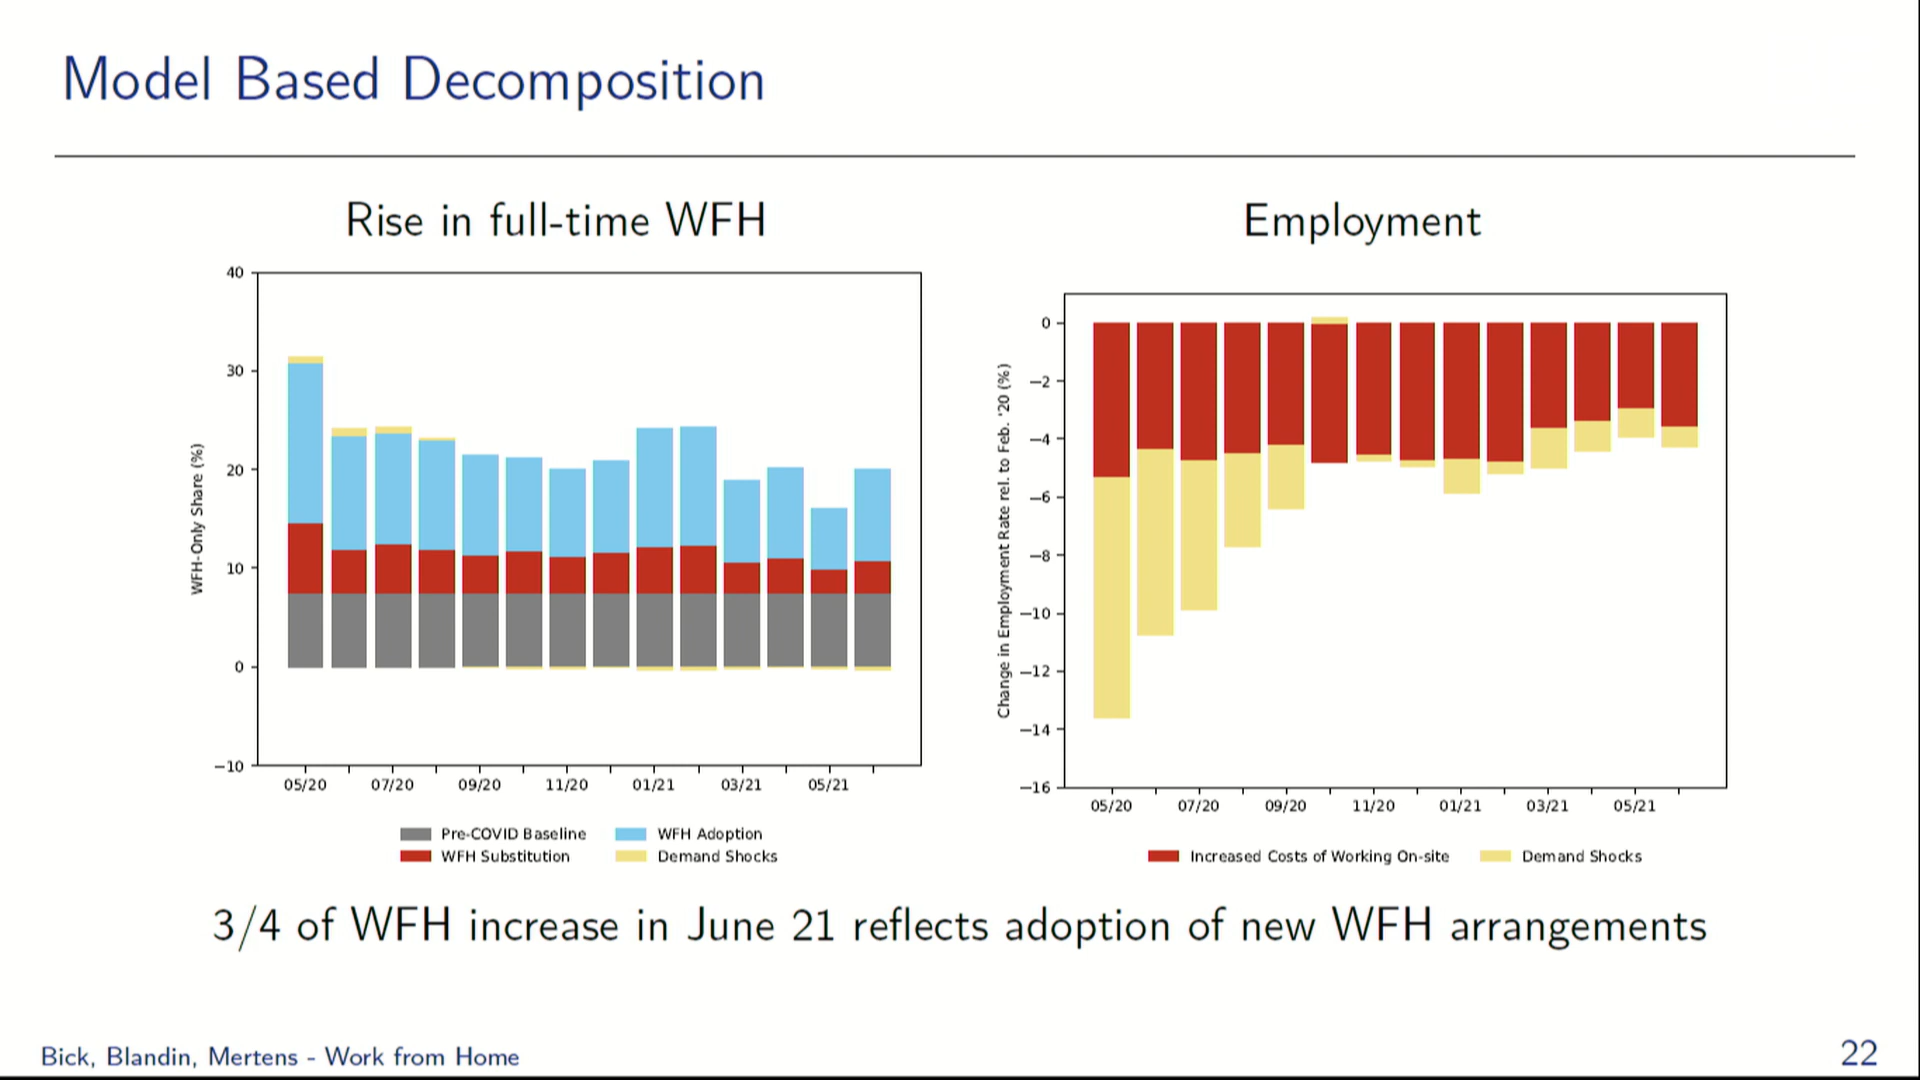 Model Based Decomposition
Rise in full-time WFH
40
30
20
10
0
−10
WFH-Only Share (%)
05/20 07/20 09/20 11/20 01/21 03/21 05/21
Pre-COVID Baseline
WFH Adoption
WFH Substitution
Demand Shocks
Employment
0
−2
−4
−6
−8
−10
−12
−14
−16
Change in Employment Rate rel. to Feb. '20 (%)
05/20 07/20 09/20 11/20 01/21 03/21 05/21
Increased Costs of Working On-site
Demand Shocks
3/4 of WFH increase in June 21 reflects adoption of new WFH arrangements
Bick, Blandin, Mertens - Work from Home
22